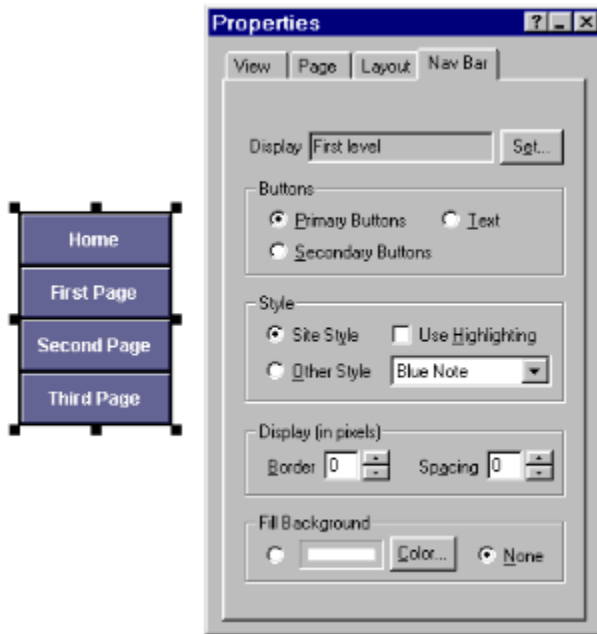 Home
First Page
Second Page
Third Page
Properties
View Page Layout Nav Bar
Display First level Set...
Buttons
Primary Buttons Text
Secondary Buttons
Style
Site Style Use Highlighting
Other Style Blue Note
Display (in pixels)
Border 0 Spacing 0
Fill Background
Color... None